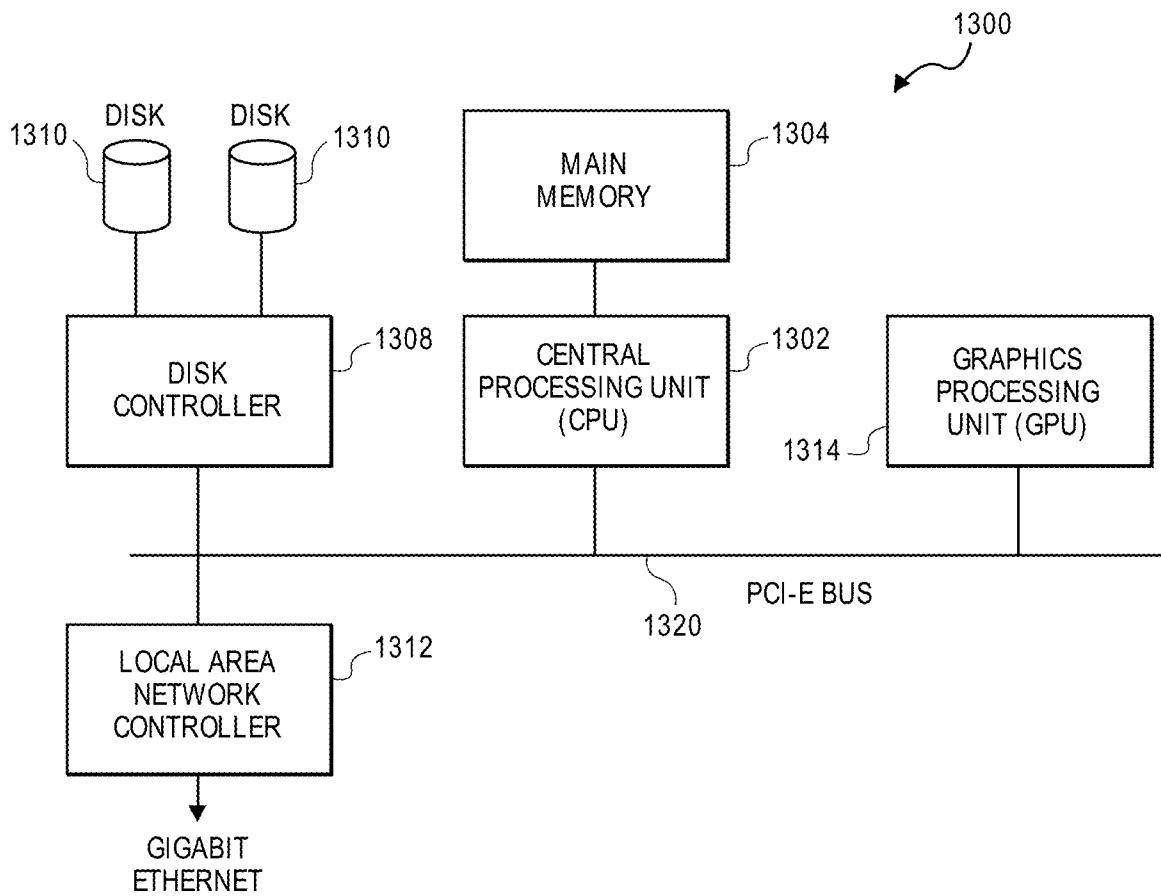 1300
DISK
DISK
1310
1310
MAIN
MEMORY
1304
DISK
CONTROLLER
1308
CENTRAL
PROCESSING UNIT
(CPU)
1302
GRAPHICS
PROCESSING
UNIT (GPU)
1314
PCI-E BUS
1320
LOCAL AREA
NETWORK
CONTROLLER
1312
GIGABIT
ETHERNET